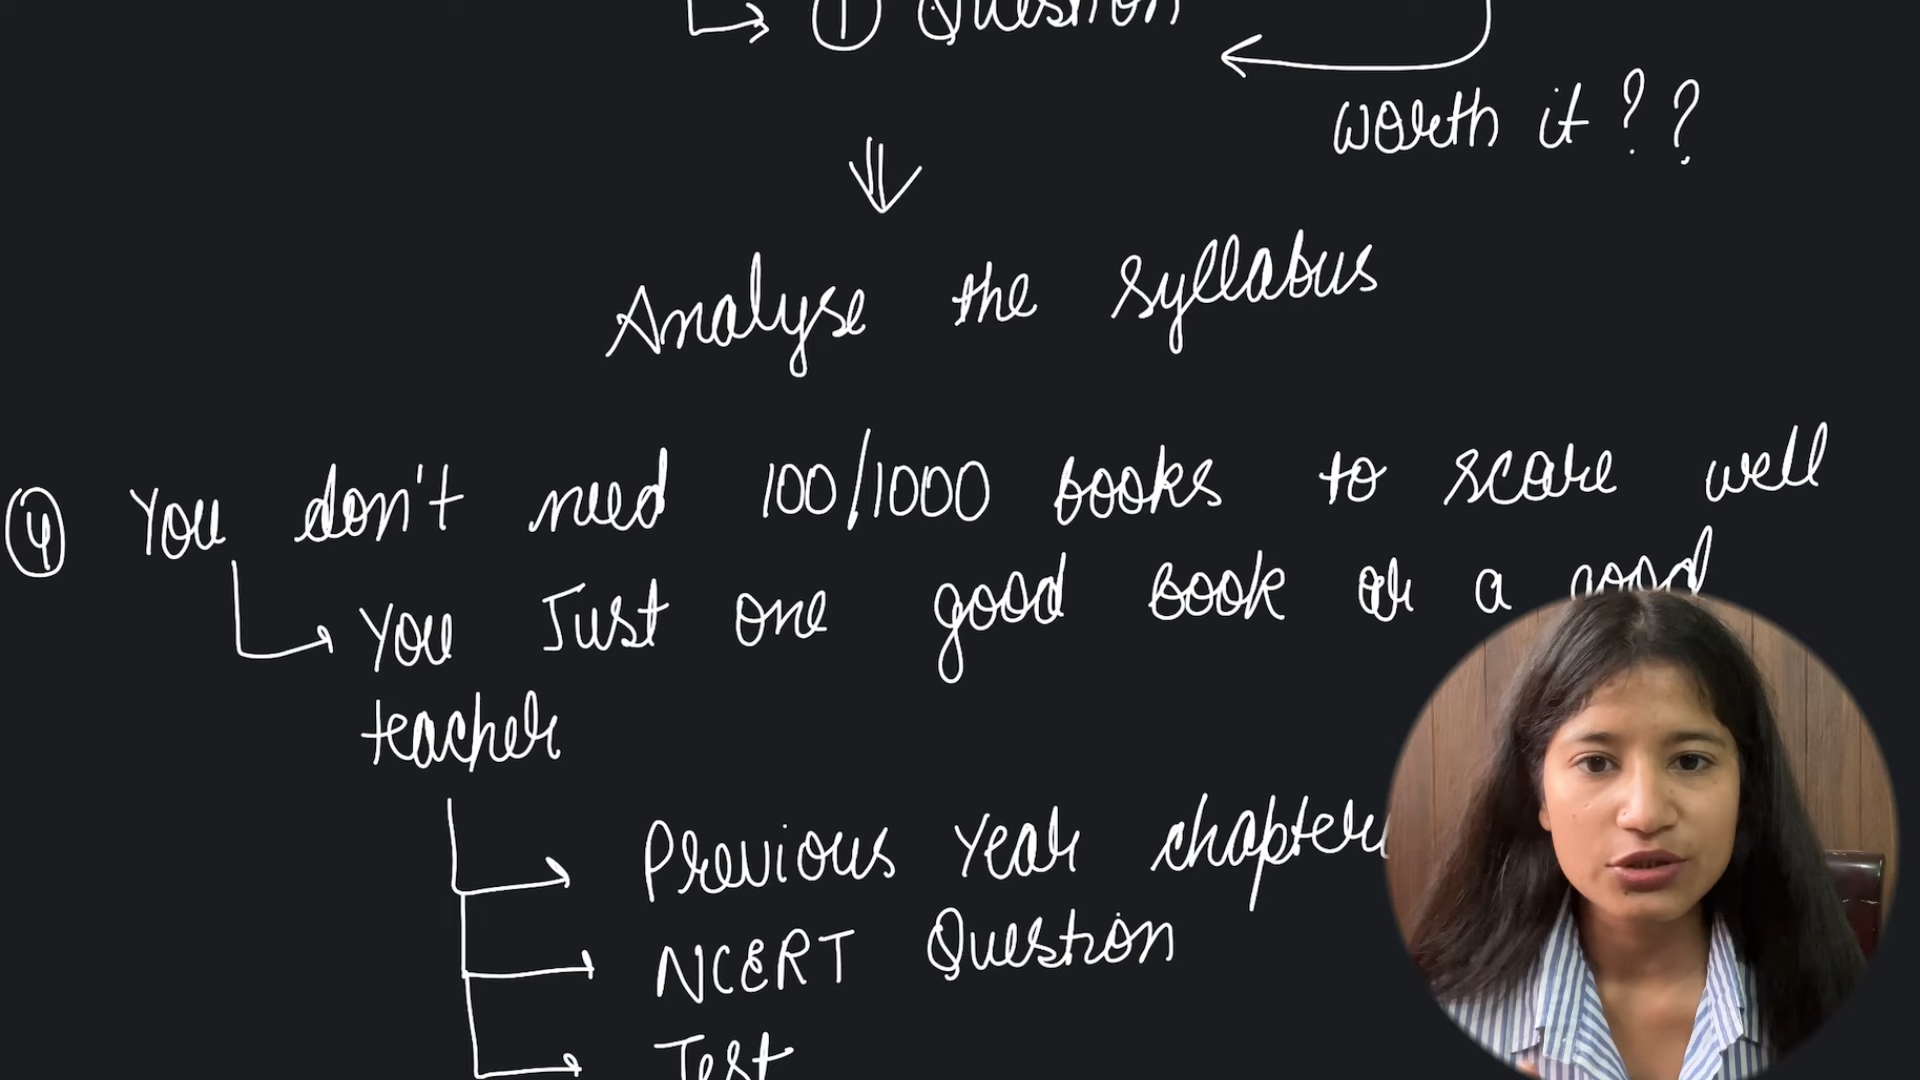 ① Question
worth it??
Analyse the syllabus
④ You don't need 100/1000 books to score well
You Just one good book or a good
teacher
Previous Year chapter
NCERT Question
Test